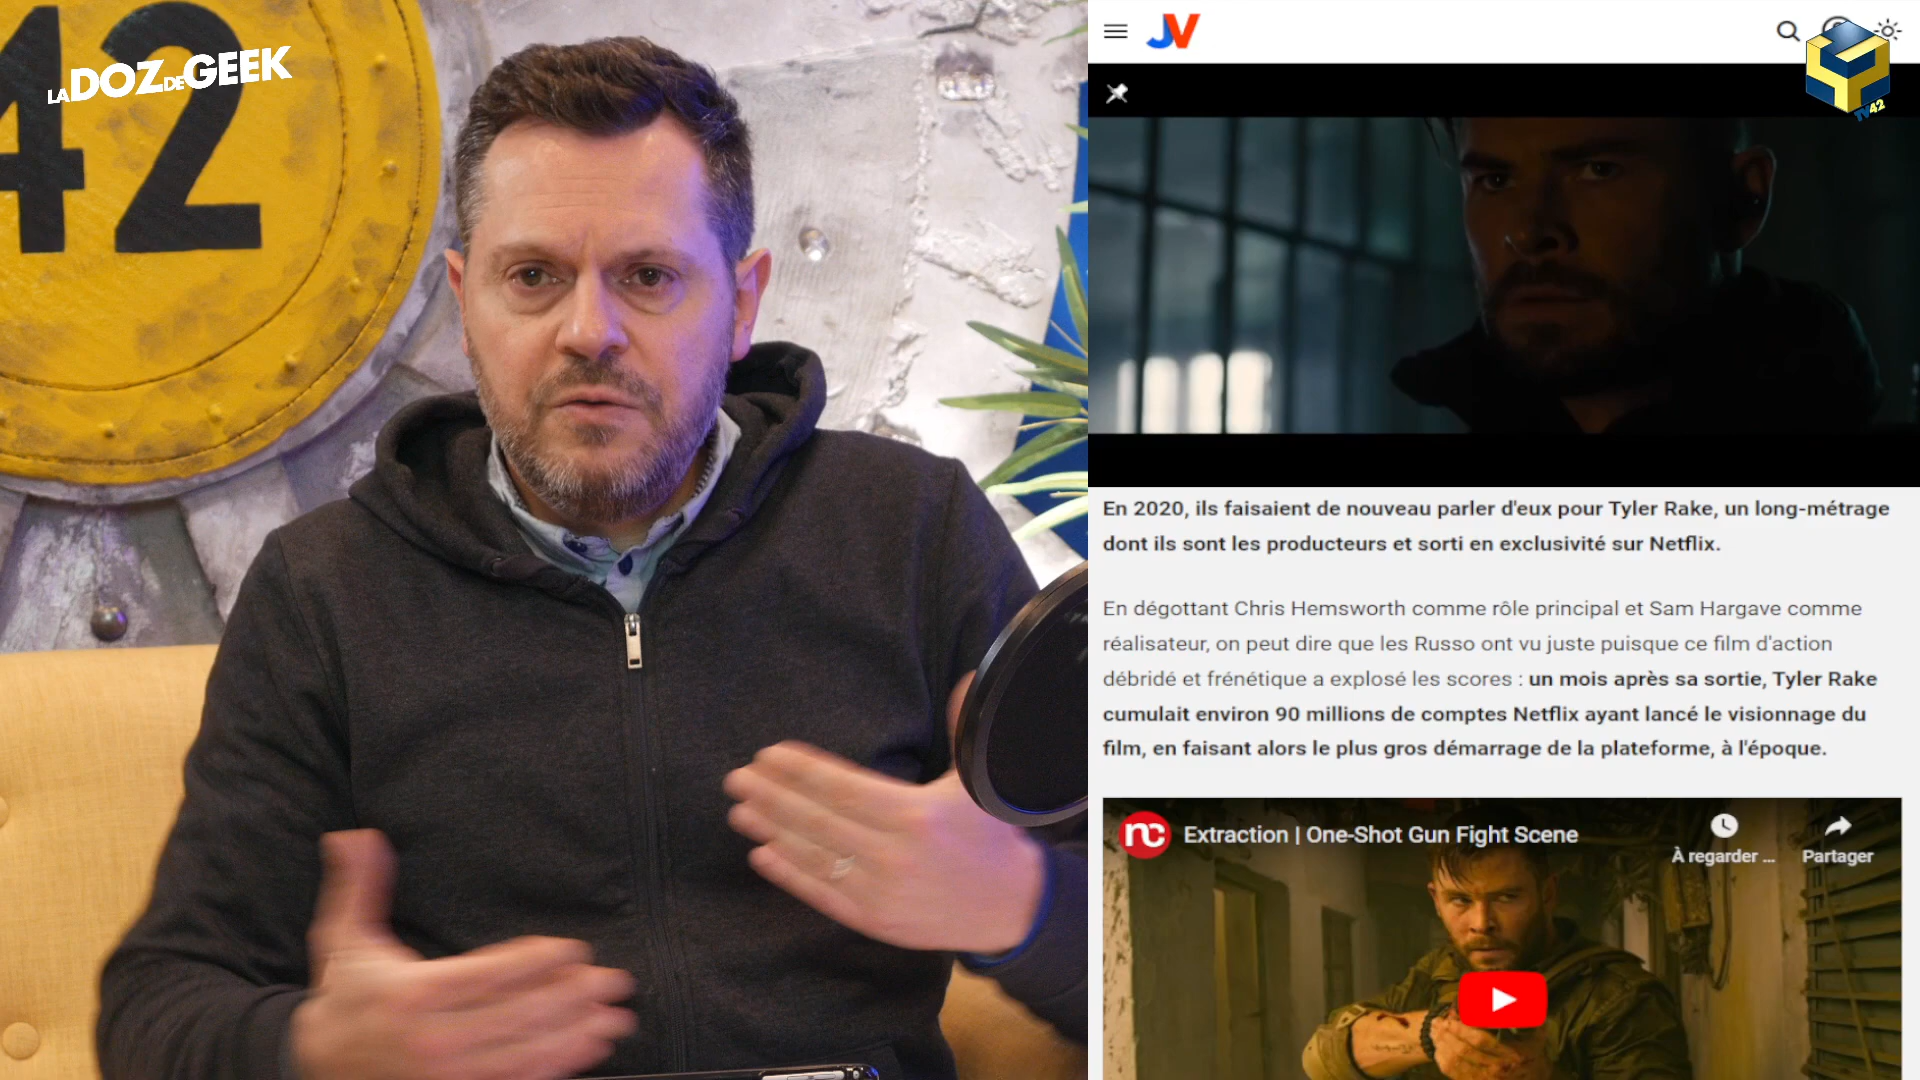 42
LA DOZ DE GEEK
JV
TV42
En 2020, ils faisaient de nouveau parler d'eux pour Tyler Rake, un long-métrage
dont ils sont les producteurs et sorti en exclusivité sur Netflix.
En dégottant Chris Hemsworth comme rôle principal et Sam Hargave comme
réalisateur, on peut dire que les Russo ont vu juste puisque ce film d'action
débridé et frénétique a explosé les scores : un mois après sa sortie, Tyler Rake
cumulait environ 90 millions de comptes Netflix ayant lancé le visionnage du
film, en faisant alors le plus gros démarrage de la plateforme, à l'époque.
nc
Extraction | One-Shot Gun Fight Scene
À regarder ...
Partager